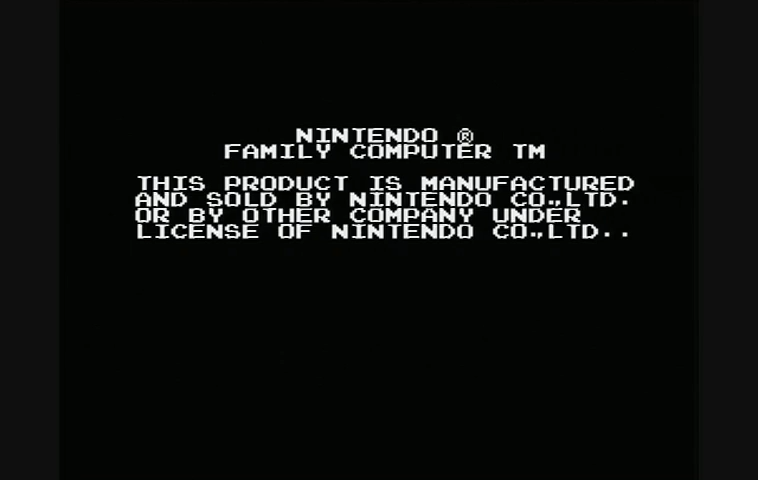 NINTENDO ®
FAMILY COMPUTER TM
THIS PRODUCT IS MANUFACTURED
AND SOLD BY NINTENDO CO.,LTD.
OR BY OTHER COMPANY UNDER
LICENSE OF NINTENDO CO.,LTD..